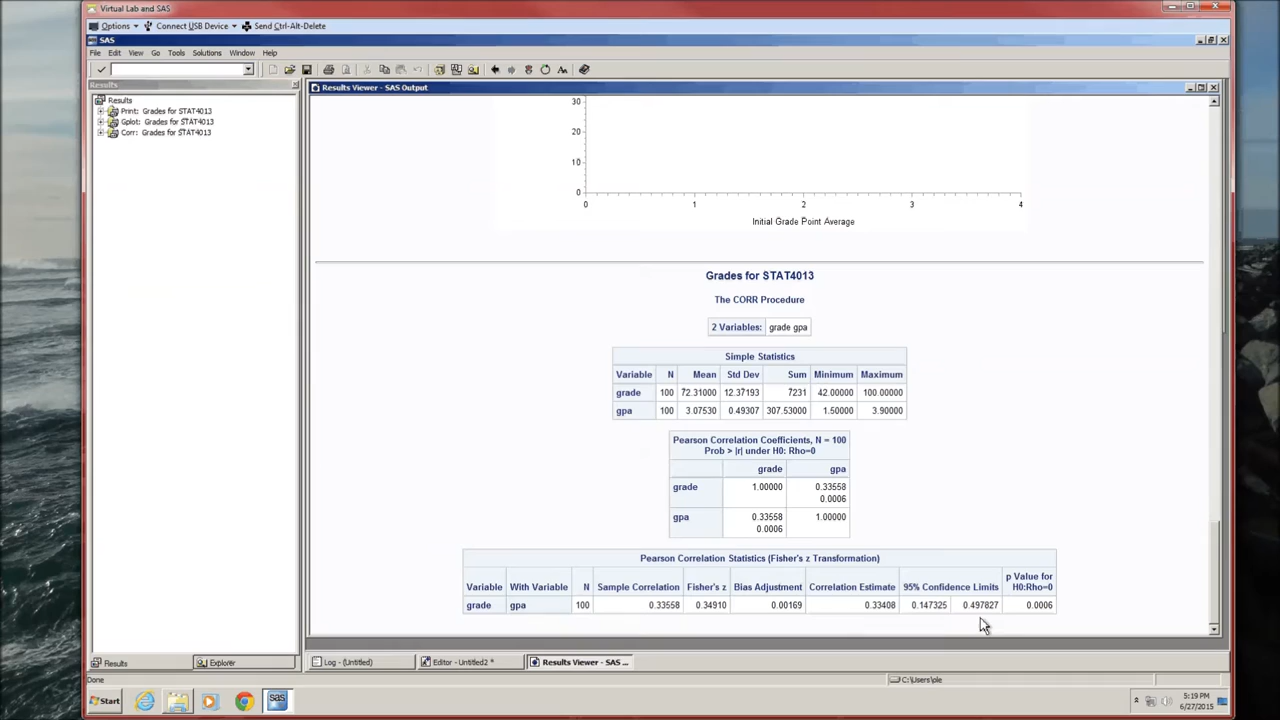 Virtual Lab and SAS
Options Connect USB Device Send Ctrl-Alt-Delete
SAS
File Edit View Go Tools Solutions Window Help
Results
Results
Print: Grades for STAT4013
Gplot: Grades for STAT4013
Corr: Grades for STAT4013
Results Viewer - SAS Output
30
20
10
0
0 1 2 3 4
Initial Grade Point Average
Grades for STAT4013
The CORR Procedure
2 Variables: grade gpa
Simple Statistics
Variable N Mean Std Dev Sum Minimum Maximum
grade 100 72.31000 12.37193 7231 42.00000 100.00000
gpa 100 3.07530 0.49307 307.53000 1.50000 3.90000
Pearson Correlation Coefficients, N = 100
Prob > |r| under H0: Rho=0
grade gpa
grade 1.00000 0.33558
0.0006
gpa 0.33558 1.00000
0.0006
Pearson Correlation Statistics (Fisher's z Transformation)
Variable With Variable N Sample Correlation Fisher's z Bias Adjustment Correlation Estimate 95% Confidence Limits p Value for
H0:Rho=0
grade gpa 100 0.33558 0.34910 0.00169 0.33408 0.147325 0.497827 0.0006
Results Explorer Log - (Untitled) Editor - Untitled2 * Results Viewer - SAS ...
Done C:\Users\ple
Start sas 5:19 PM
6/27/2015